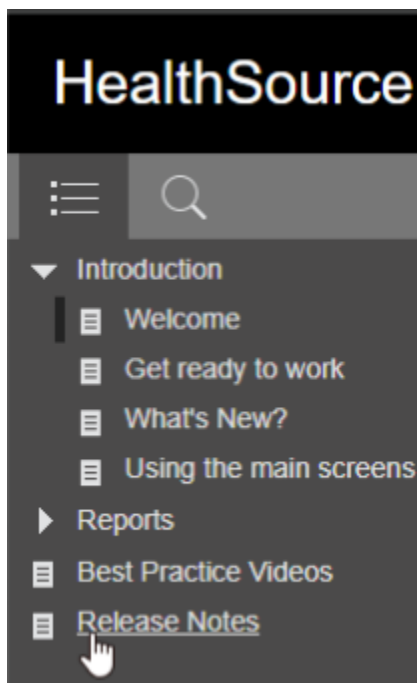 HealthSource
Introduction
Welcome
Get ready to work
What's New?
Using the main screens
Reports
Best Practice Videos
Release Notes